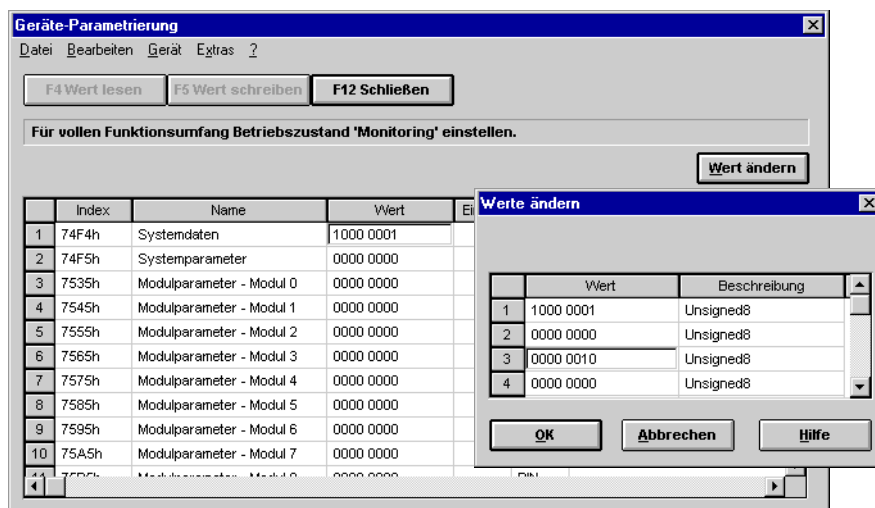 Geräte-Parametrierung
Datei Bearbeiten Gerät Extras ?
F4 Wert lesen F5 Wert schreiben F12 Schließen
Für vollen Funktionsumfang Betriebszustand 'Monitoring' einstellen.
Wert ändern
Index Name Wert
1 74F4h Systemdaten 1000 0001
2 74F5h Systemparameter 0000 0000
3 7535h Modulparameter - Modul 0 0000 0000
4 7545h Modulparameter - Modul 1 0000 0000
5 7555h Modulparameter - Modul 2 0000 0000
6 7565h Modulparameter - Modul 3 0000 0000
7 7575h Modulparameter - Modul 4 0000 0000
8 7585h Modulparameter - Modul 5 0000 0000
9 7595h Modulparameter - Modul 6 0000 0000
10 75A5h Modulparameter - Modul 7 0000 0000
Werte ändern
Wert Beschreibung
1 1000 0001 Unsigned8
2 0000 0000 Unsigned8
3 0000 0010 Unsigned8
4 0000 0000 Unsigned8
OK Abbrechen Hilfe